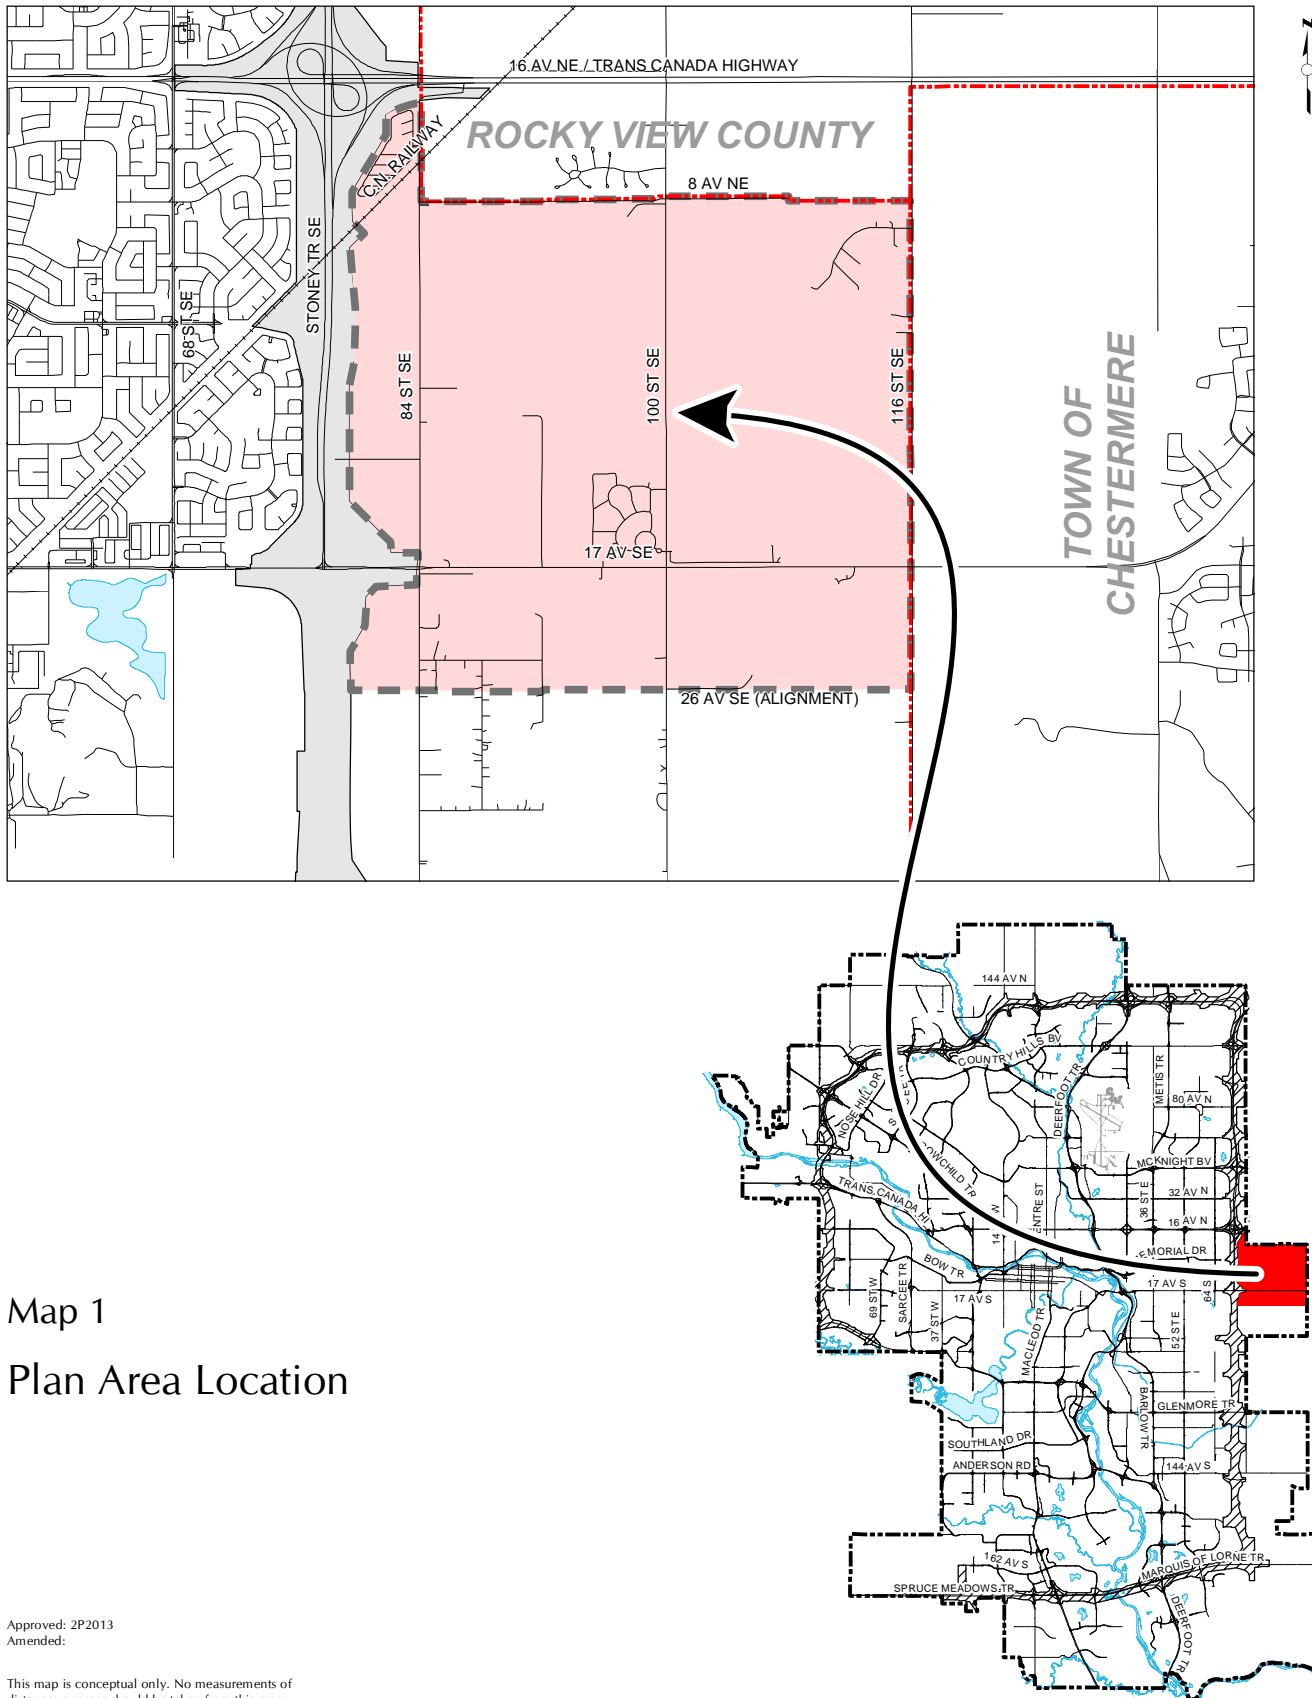 16 AV NE / TRANS CANADA HIGHWAY
ROCKY VIEW COUNTY
C.N. RAILWAY
8 AV NE
STONEY TR SE
68 ST SE
84 ST SE
100 ST SE
116 ST SE
TOWN OF
CHESTERMERE
17 AV SE
26 AV SE (ALIGNMENT)
144 AV N
COUNTRY HILLS BV
NOSE HILL DR
DEERFOOT TR
METIS TR
80 AV N
OWCHILD TR
MCKNIGHT BV
TRANS CANADA HI
14
W
ENTRE ST
36 ST E
32 AV N
16 AV N
EMORIAL DR
BOW TR
17 AV S
17 AV S
64 S
69 ST W
SARCEE TR
37 ST W
MACLEOD TR
52 ST E
BARLOW TR
GLENMORE TR
SOUTHLAND DR
ANDERSON RD
144 AV S
162 AV S
MARQUIS OF LORNE TR
SPRUCE MEADOWS TR
DEERFOOT TR
Map 1
Plan Area Location
Approved: 2P2013
Amended:
This map is conceptual only. No measurements of